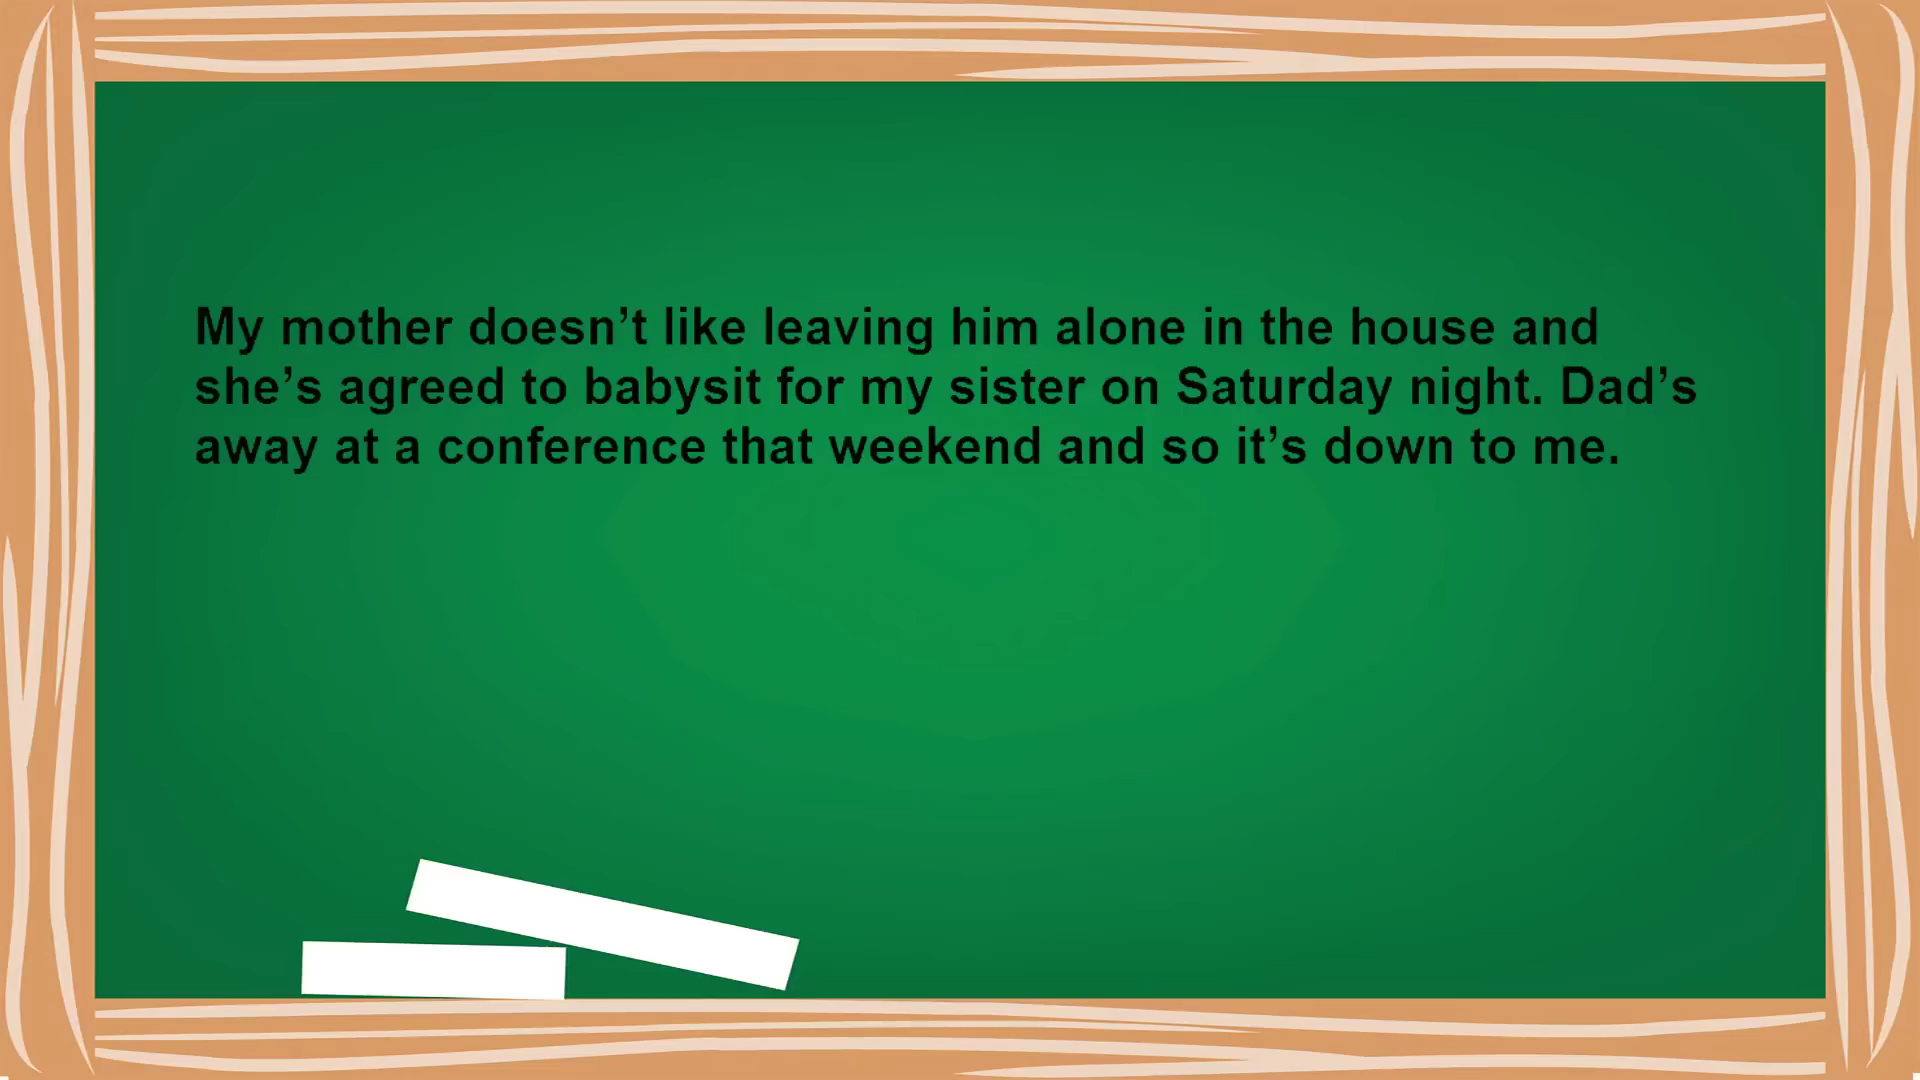 My mother doesn’t like leaving him alone in the house and
she’s agreed to babysit for my sister on Saturday night. Dad’s
away at a conference that weekend and so it’s down to me.